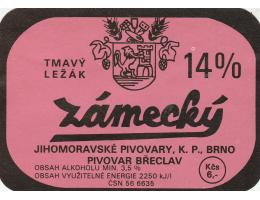 TMAVÝ
LEŽÁK
14%
zámecký
JIHOMORAVSKÉ PIVOVARY, K. P., BRNO
PIVOVAR BŘECLAV
OBSAH ALKOHOLU MIN. 3,5 %
OBSAH VYUŽITELNÉ ENERGIE 2250 kJ/l
ČSN 56 6635
Kčs
6,-